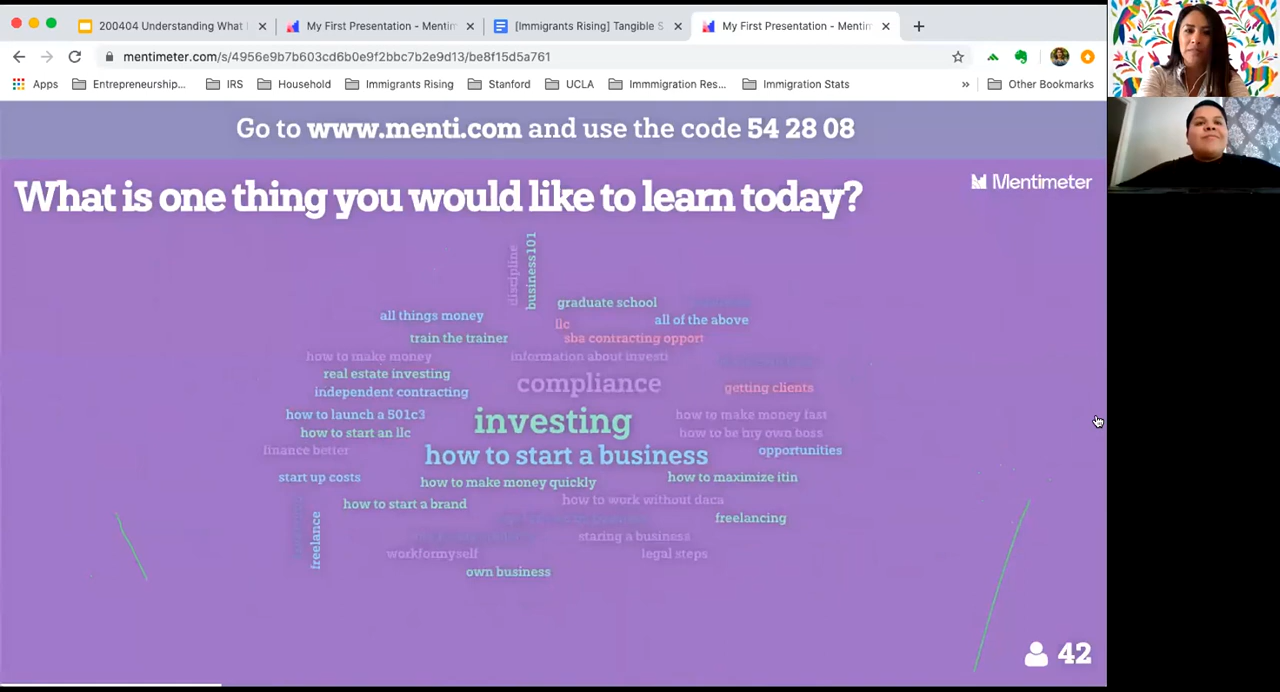 200404 Understanding What I
My First Presentation - Mentim
[Immigants Rising] Tangible S
My First Presentation - Mentim
mentimeter.com/s/4956e9b7b603cd6b0e9f2bbc7b2e9d13/be8f15d5a761
Apps
Entrepreneurship...
IRS
Household
Immigrants Rising
Stanford
UCLA
Immmigration Res...
Immigration Stats
»
Other Bookmarks
Go to www.menti.com and use the code 54 28 08
What is one thing you would like to learn today?
Mentimeter
discipline
business101
graduate school
all things money
llc
all of the above
train the trainer
sba contracting opport
how to make money
information about investi
real estate investing
compliance
getting clients
independent contracting
how to launch a 501c3
investing
how to make money fast
how to start an llc
how to be my own boss
finance better
how to start a business
opportunities
start up costs
how to make money quickly
how to maximize itin
how to start a brand
how to work without daca
freelancing
freelance
staring a business
workformyself
legal steps
own business
42